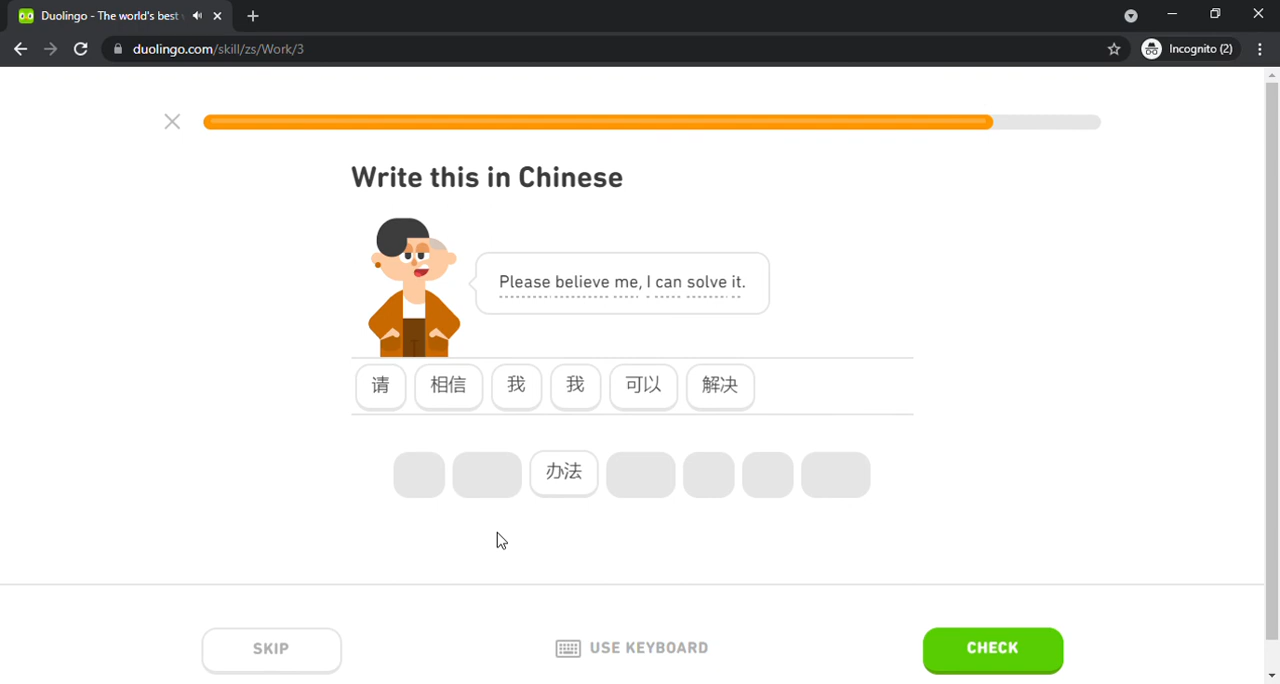 Duolingo - The world's best
duolingo.com/skill/zs/Work/3
Incognito (2)
Write this in Chinese
Please believe me, I can solve it.
请 相信 我 我 可以 解决
办法
SKIP
USE KEYBOARD
CHECK